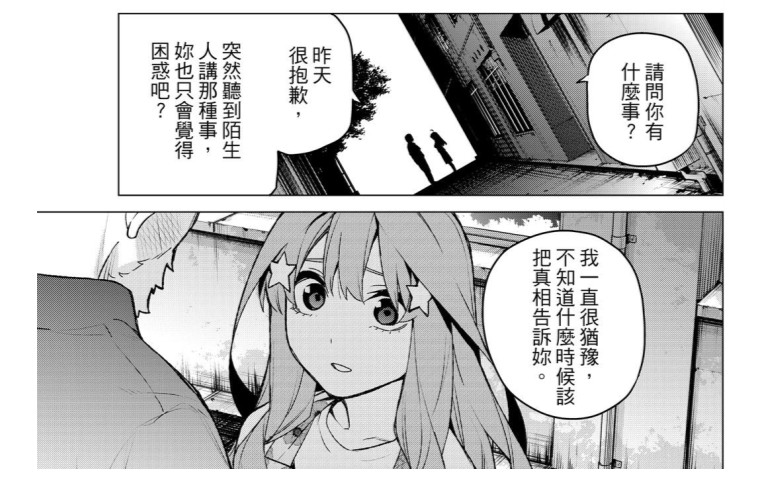 請問你有
什麼事？
昨天
很抱歉，
突然聽到陌生
人講那種事，
妳也只會覺得
困惑吧？
我一直很猶豫，
不知道什麼時候該
把真相告訴妳。